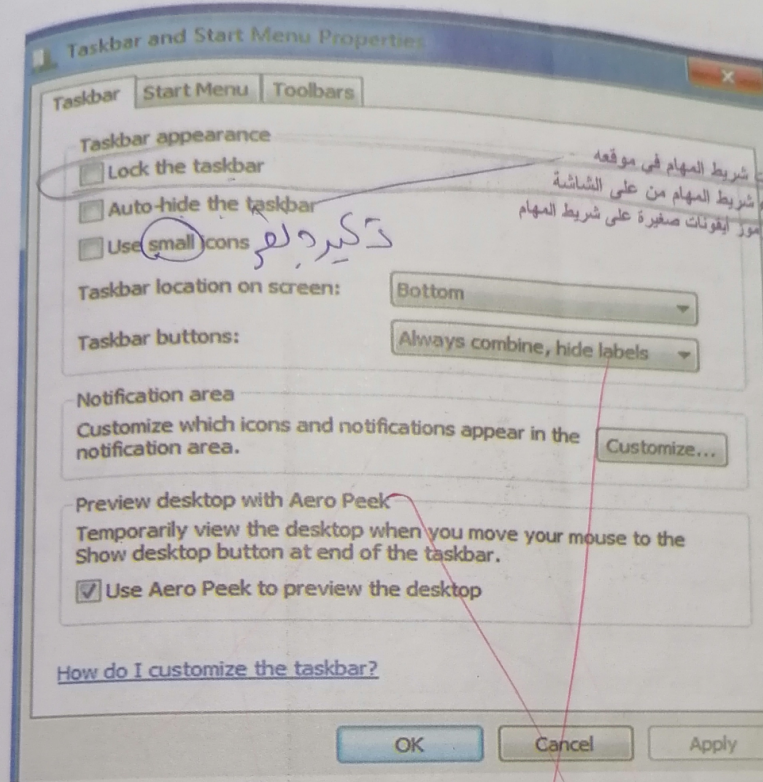 Taskbar and Start Menu Properties
Taskbar Start Menu Toolbars
Taskbar appearance
Lock the taskbar
شريط المهام في موقعه
Auto-hide the taskbar
شريط المهام من على الشاشة
Use small icons
أيقونات صغيرة على شريط المهام
Taskbar location on screen: Bottom
Taskbar buttons: Always combine, hide labels
Notification area
Customize which icons and notifications appear in the
notification area.
Customize...
Preview desktop with Aero Peek
Temporarily view the desktop when you move your mouse to the
Show desktop button at end of the taskbar.
Use Aero Peek to preview the desktop
How do I customize the taskbar?
OK Cancel Apply